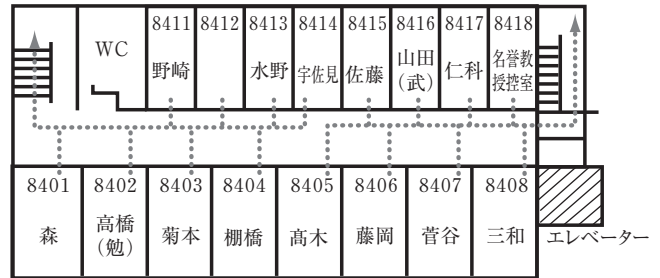 8411 8412 8413 8414 8415 8416 8417 8418
WC
野崎
水野
宇佐見
佐藤
山田
(武)
仁科
名誉教
授控室
8401 8402 8403 8404 8405 8406 8407 8408
森
高橋
(勉)
菊本
棚橋
髙木
藤岡
菅谷
三和
エレベーター